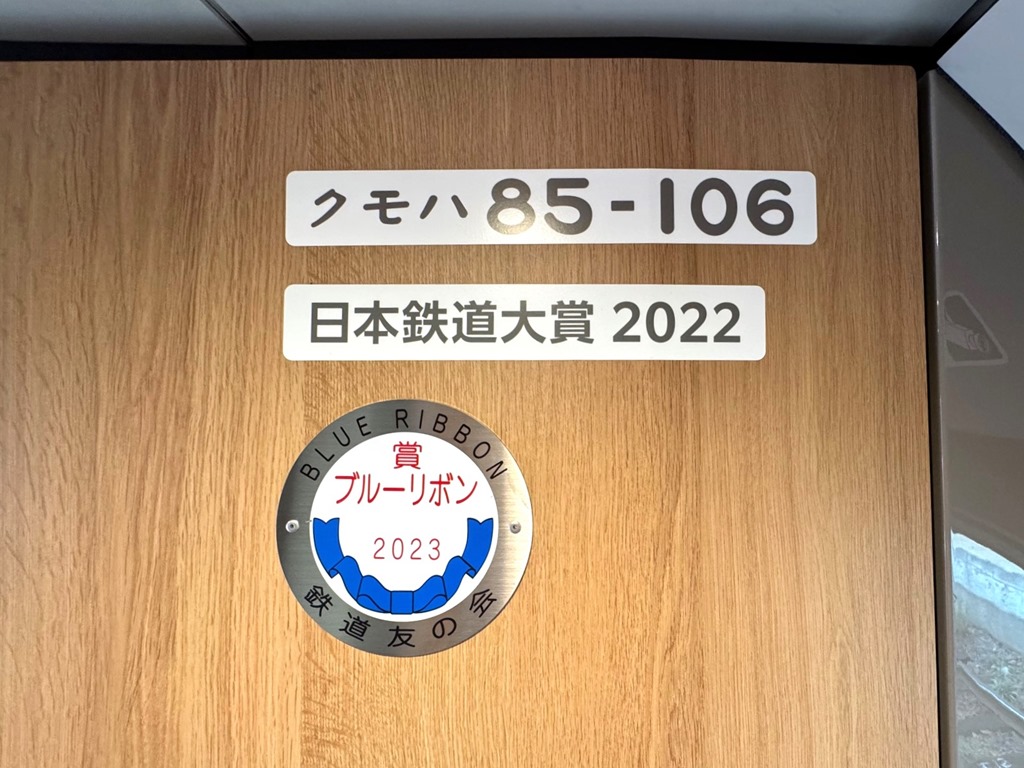 クモハ 85-106
日本鉄道大賞 2022
BLUE RIBBON
賞
ブルーリボン
2023
鉄道友の会